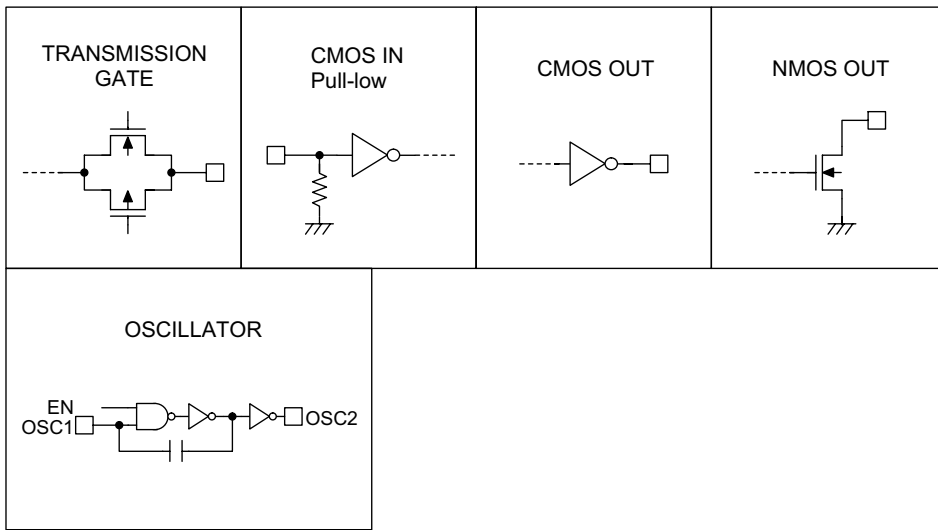 TRANSMISSION
GATE
CMOS IN
Pull-low
CMOS OUT
NMOS OUT
OSCILLATOR
EN
OSC1
OSC2